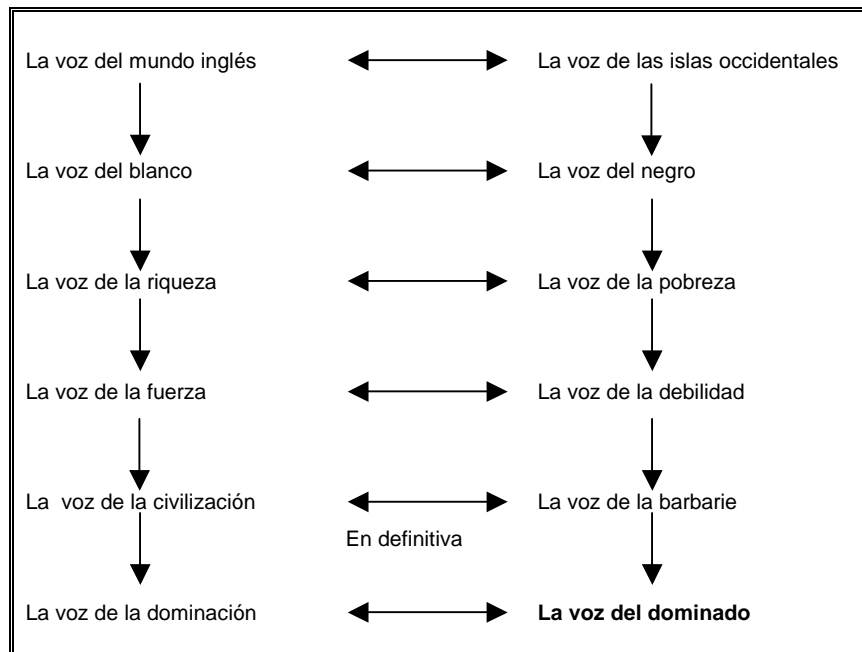 La voz del mundo inglés
La voz de las islas occidentales
La voz del blanco
La voz del negro
La voz de la riqueza
La voz de la pobreza
La voz de la fuerza
La voz de la debilidad
La voz de la civilización
La voz de la barbarie
En definitiva
La voz de la dominación
La voz del dominado